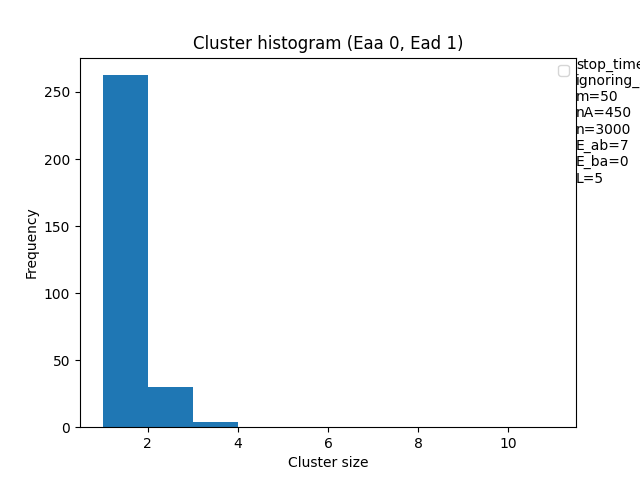 Cluster histogram (Eaa 0, Ead 1)
stop_time
ignoring_
m=50
nA=450
n=3000
E_ab=7
E_ba=0
L=5
250
200
150
100
50
0
Frequency
2 4 6 8 10
Cluster size